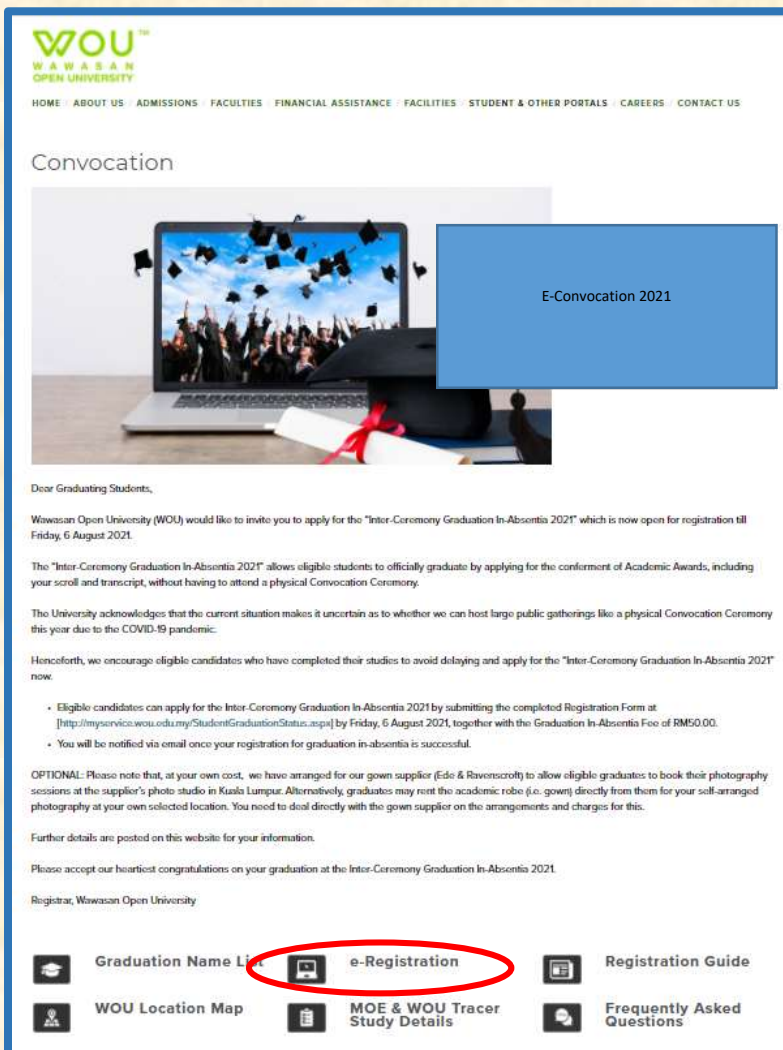 WOU™
WAWASAN
OPEN UNIVERSITY
HOME / ABOUT US / ADMISSIONS / FACULTIES / FINANCIAL ASSISTANCE / FACILITIES / STUDENT & OTHER PORTALS / CAREERS / CONTACT US
Convocation
E-Convocation 2021
Dear Graduating Students,
Wawasan Open University (WOU) would like to invite you to apply for the "Inter-Ceremony Graduation In-Absentia 2021" which is now open for registration till
Friday, 6 August 2021.
The "Inter-Ceremony Graduation In-Absentia 2021" allows eligible students to officially graduate by applying for the conferment of Academic Awards, including
your scroll and transcript, without having to attend a physical Convocation Ceremony.
The University acknowledges that the current situation makes it uncertain as to whether we can host large public gatherings like a physical Convocation Ceremony
this year due to the COVID-19 pandemic.
Henceforth, we encourage eligible candidates who have completed their studies to avoid delaying and apply for the "Inter-Ceremony Graduation In-Absentia 2021"
now.
• Eligible candidates can apply for the Inter-Ceremony Graduation In-Absentia 2021 by submitting the completed Registration Form at
[http://myservice.wou.edu.my/StudentGraduationStatus.aspx] by Friday, 6 August 2021, together with the Graduation In-Absentia Fee of RM50.00.
• You will be notified via email once your registration for graduation in-absentia is successful.
OPTIONAL: Please note that, at your own cost, we have arranged for our gown supplier (Ede & Ravenscroft) to allow eligible graduates to book their photography
sessions at the supplier's photo studio in Kuala Lumpur. Alternatively, graduates may rent the academic robe (i.e. gown) directly from them for your self-arranged
photography at your own selected location. You need to deal directly with the gown supplier on the arrangements and charges for this.
Further details are posted on this website for your information.
Please accept our heartiest congratulations on your graduation at the Inter-Ceremony Graduation In-Absentia 2021.
Registrar, Wawasan Open University
Graduation Name List
e-Registration
Registration Guide
WOU Location Map
MOE & WOU Tracer
Study Details
Frequently Asked
Questions